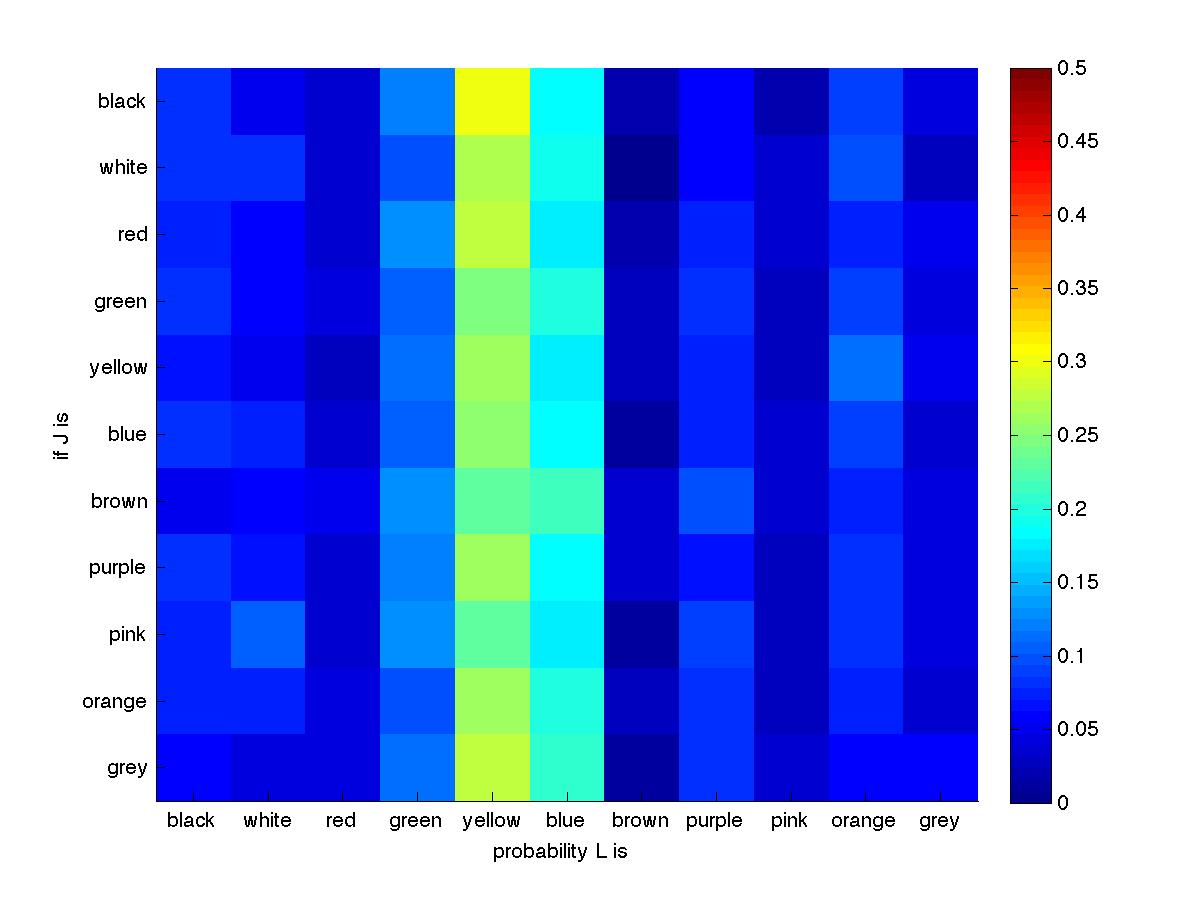 if J is
black
white
red
green
yellow
blue
brown
purple
pink
orange
grey
black white red green yellow blue brown purple pink orange grey
probability L is
0.5
0.45
0.4
0.35
0.3
0.25
0.2
0.15
0.1
0.05
0